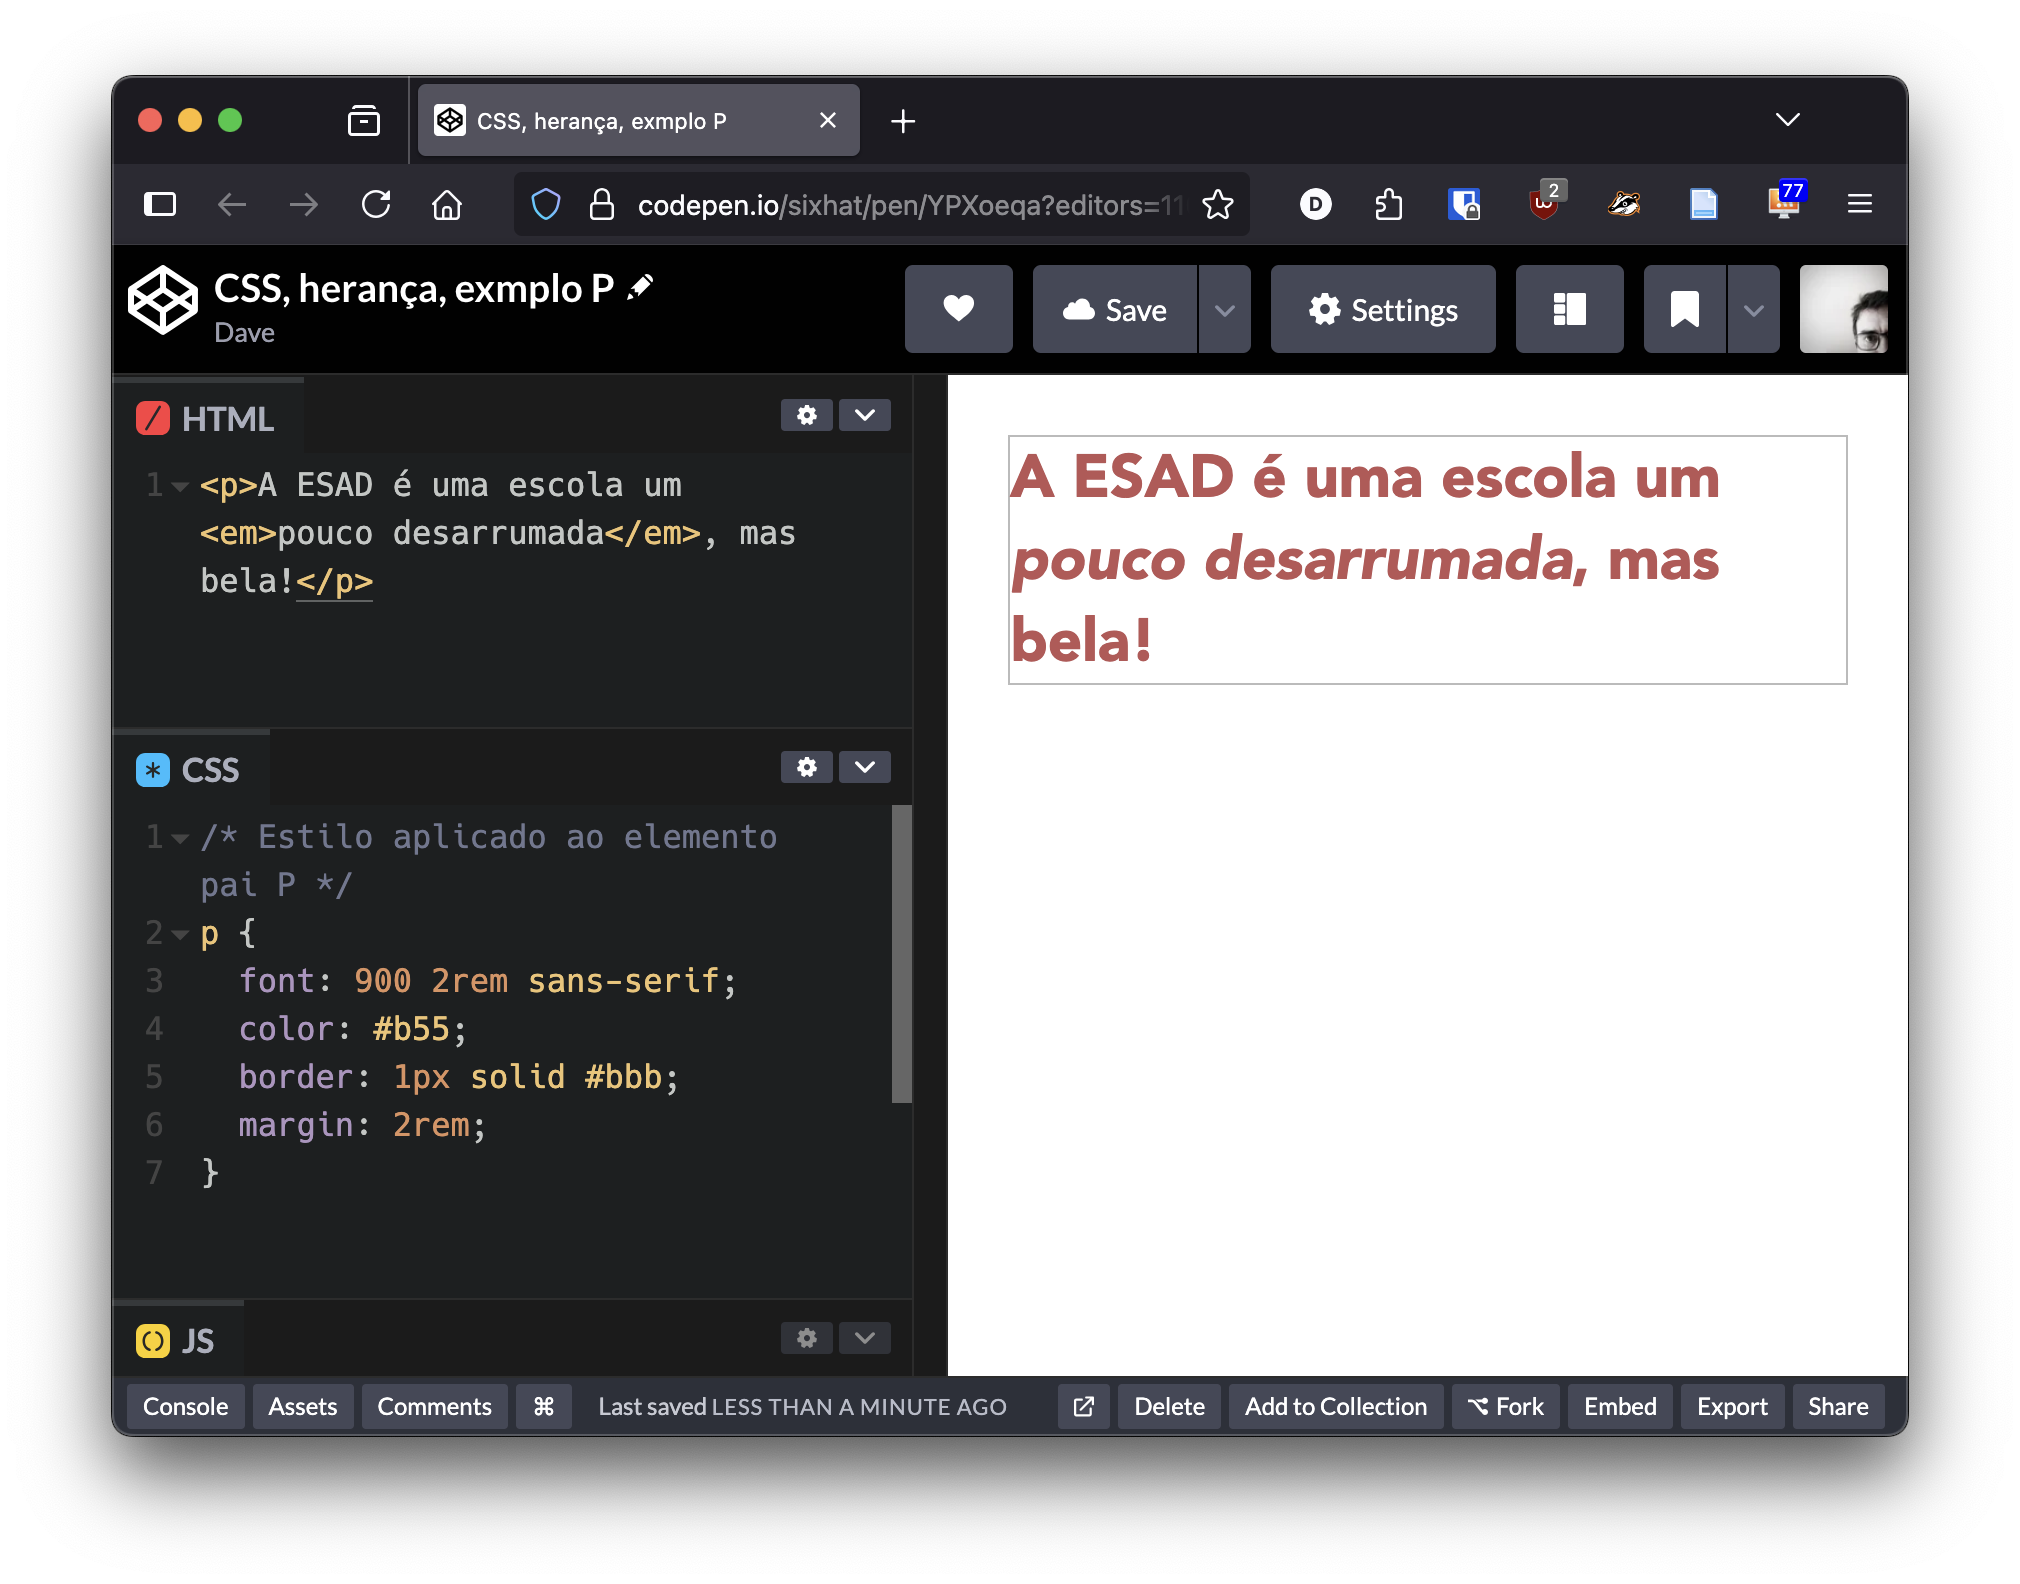 CSS, herança, exmplo P
codepen.io/sixhat/pen/YPXoeqa?editors=11
D
2
77
CSS, herança, exmplo P
Dave
Save
Settings
HTML
1 <p>A ESAD é uma escola um
<em>pouco desarrumada</em>, mas
bela!</p>
CSS
1 /* Estilo aplicado ao elemento
pai P */
2 p {
3 font: 900 2rem sans-serif;
4 color: #b55;
5 border: 1px solid #bbb;
6 margin: 2rem;
7 }
JS
A ESAD é uma escola um
pouco desarrumada, mas
bela!
Console Assets Comments ⌘ Last saved LESS THAN A MINUTE AGO Delete Add to Collection Fork Embed Export Share